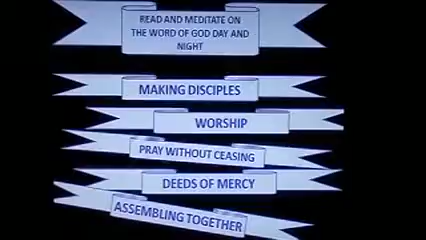 READ AND MEDITATE ON
THE WORD OF GOD DAY AND
NIGHT
MAKING DISCIPLES
WORSHIP
PRAY WITHOUT CEASING
DEEDS OF MERCY
ASSEMBLING TOGETHER